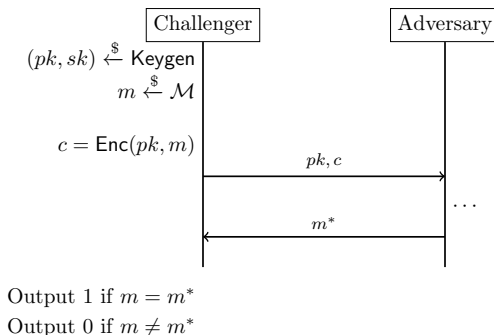 Challenger
Adversary
(pk, sk) $← Keygen
m $← ℳ
c = Enc(pk, m)
pk, c
...
m*
Output 1 if m = m*
Output 0 if m ≠ m*